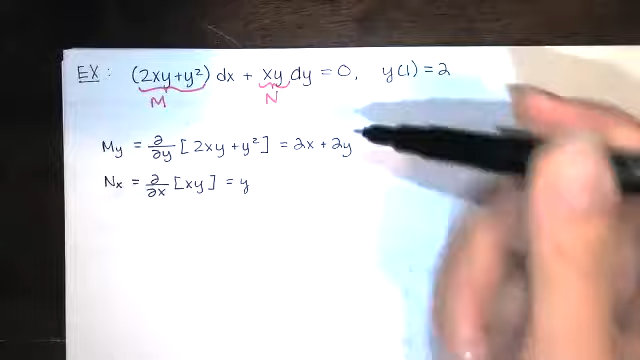 EX: (2xy+y²) dx + xy dy = 0, y(1) = 2
M N
My = ∂/∂y [2xy + y²] = 2x + 2y
Nx = ∂/∂x [xy] = y